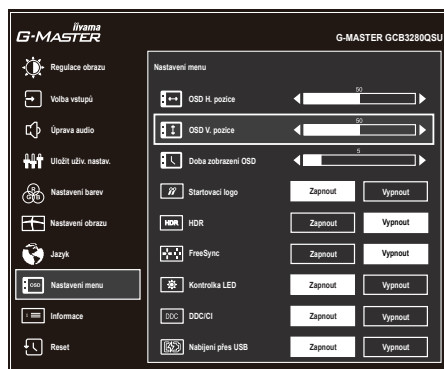 iiyama
G-MASTER
G-MASTER GCB3280QSU
Regulace obrazu
Volba vstupů
Úprava audio
Uložit uživ. nastav.
R
G B
Nastavení barev
Nastavení obrazu
Jazyk
OSD
Nastavení menu
i
Informace
Reset
Nastavení menu
OSD H. pozice
50
OSD V. pozice
50
Doba zobrazení OSD
5
Startovací logo
Zapnout Vypnout
HDR HDR
Zapnout Vypnout
FreeSync
Zapnout Vypnout
Kontrolka LED
Zapnout Vypnout
DDC DDC/CI
Zapnout Vypnout
Nabíjení přes USB
Zapnout Vypnout